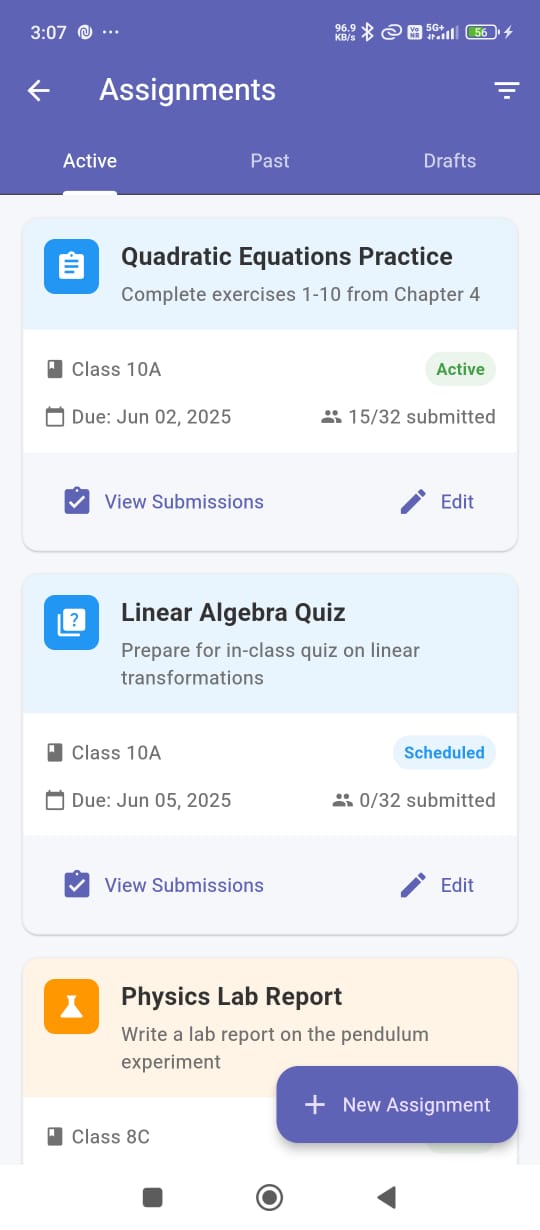 3:07 ... 96.9 KB/s Vo NR 5G+ 56
Assignments
Active Past Drafts
Quadratic Equations Practice
Complete exercises 1-10 from Chapter 4
Class 10A Active
Due: Jun 02, 2025 15/32 submitted
View Submissions Edit
Linear Algebra Quiz
Prepare for in-class quiz on linear
transformations
Class 10A Scheduled
Due: Jun 05, 2025 0/32 submitted
View Submissions Edit
Physics Lab Report
Write a lab report on the pendulum
experiment
+ New Assignment
Class 8C